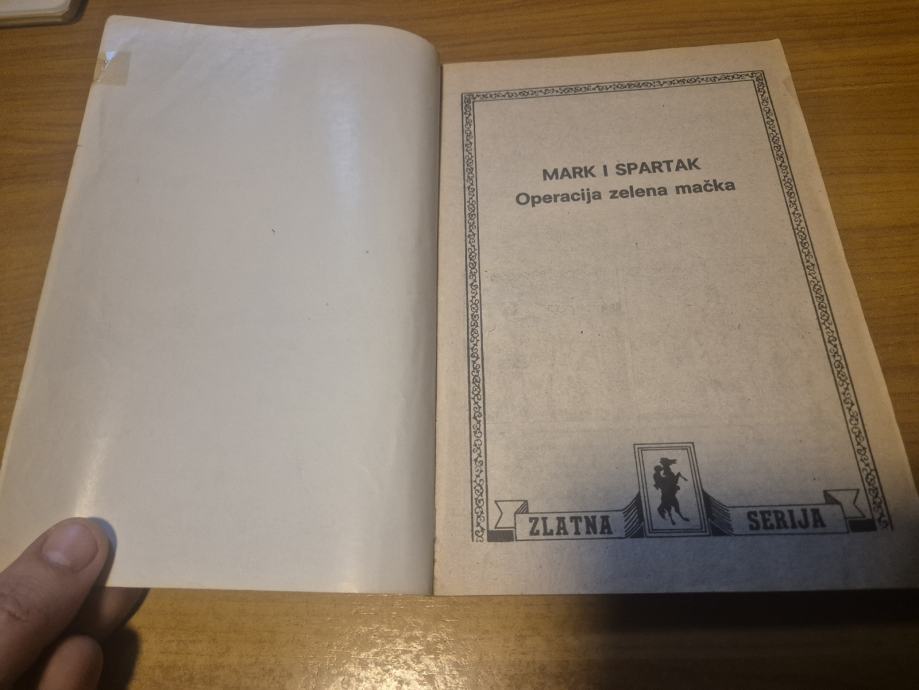 MARK I SPARTAK
Operacija zelena mačka
ZLATNA SERIJA